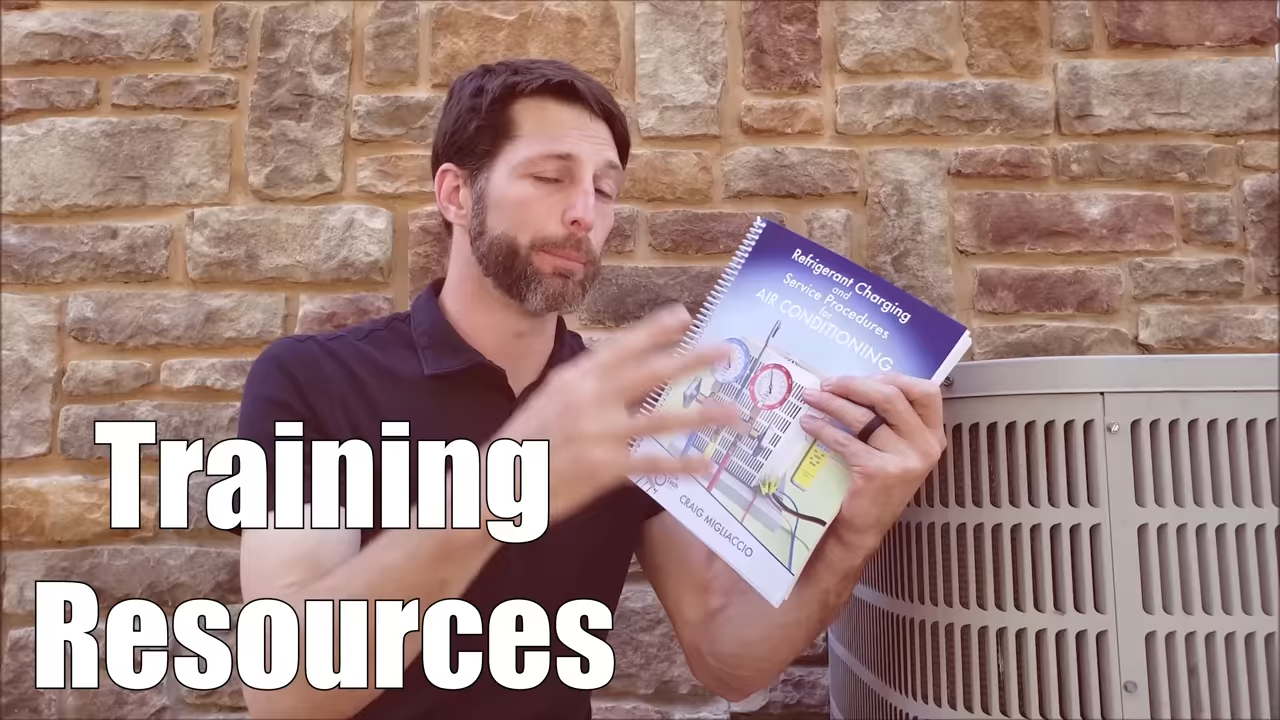 Refrigerant Charging
and
Service Procedures
for
AIR CONDITIONING
CRAIG MIGLIACCIO
Training
Resources